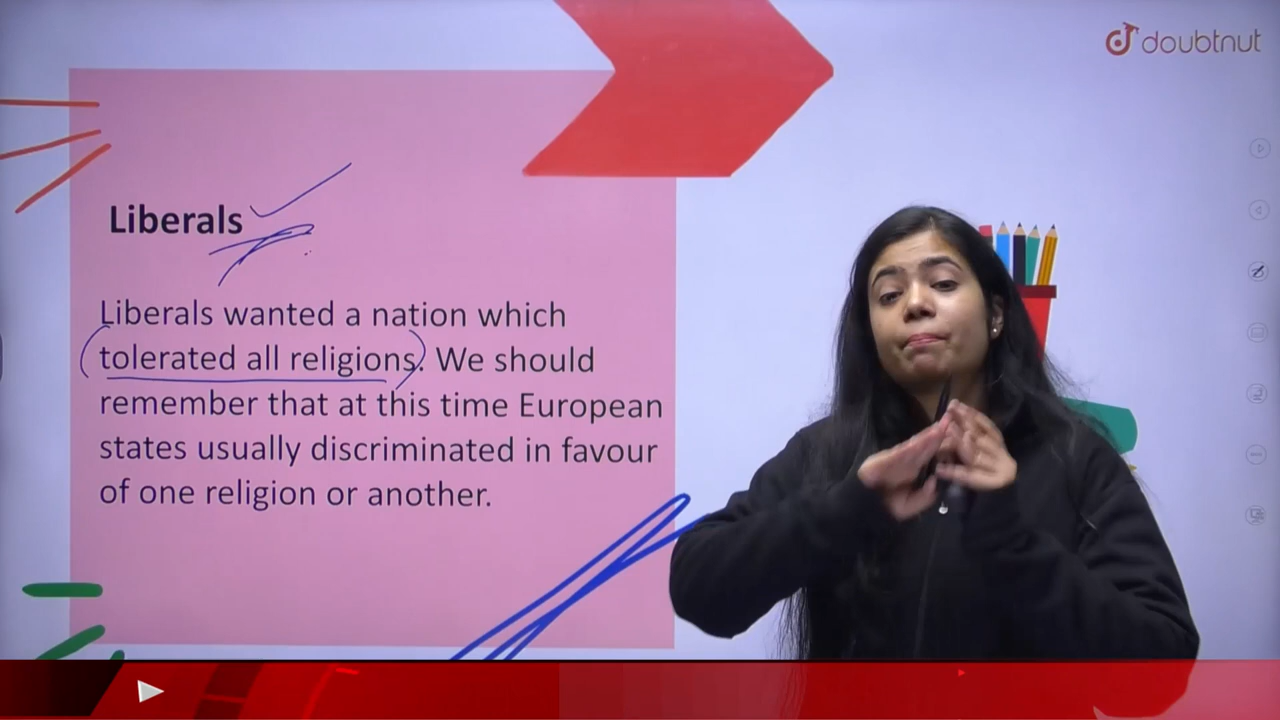 doubtnut
Liberals
Liberals wanted a nation which
tolerated all religions. We should
remember that at this time European
states usually discriminated in favour
of one religion or another.